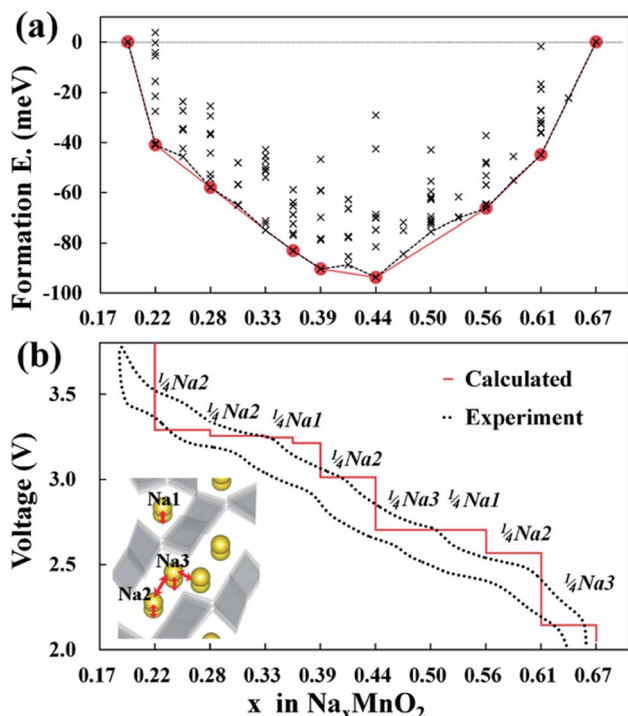 (a)
0
-20
-40
-60
-80
-100
Formation E. (meV)
0.17 0.22 0.28 0.33 0.39 0.44 0.50 0.56 0.61 0.67
(b)
3.5
3.0
2.5
2.0
Voltage (V)
Calculated
Experiment
¼Na2
¼Na2
¼Na1
¼Na2
¼Na3 ¼Na1
¼Na2
¼Na3
Na1
Na3
Na2
0.17 0.22 0.28 0.33 0.39 0.44 0.50 0.56 0.61 0.67
x in NaₓMnO₂